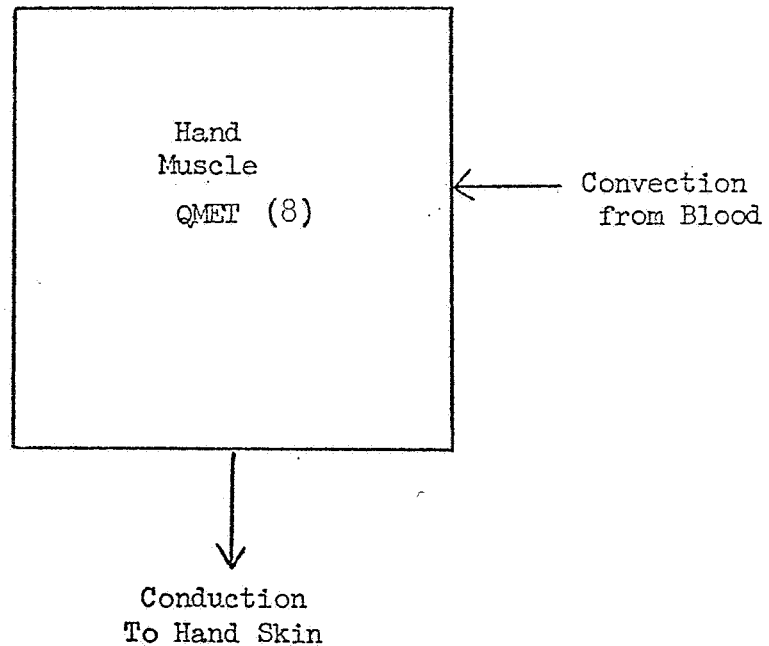 Hand
Muscle
QMET (8)
Convection
from Blood
Conduction
To Hand Skin